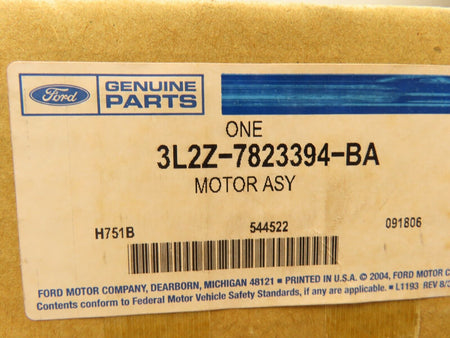 Ford
GENUINE
PARTS
ONE
3L2Z-7823394-BA
MOTOR ASY
H751B 544522 091806
FORD MOTOR COMPANY, DEARBORN, MICHIGAN 48121 ■ PRINTED IN U.S.A. © 2004, FORD MOTOR C
Contents conform to Federal Motor Vehicle Safety Standards, if any are applicable. ■ L1193 REV 8/